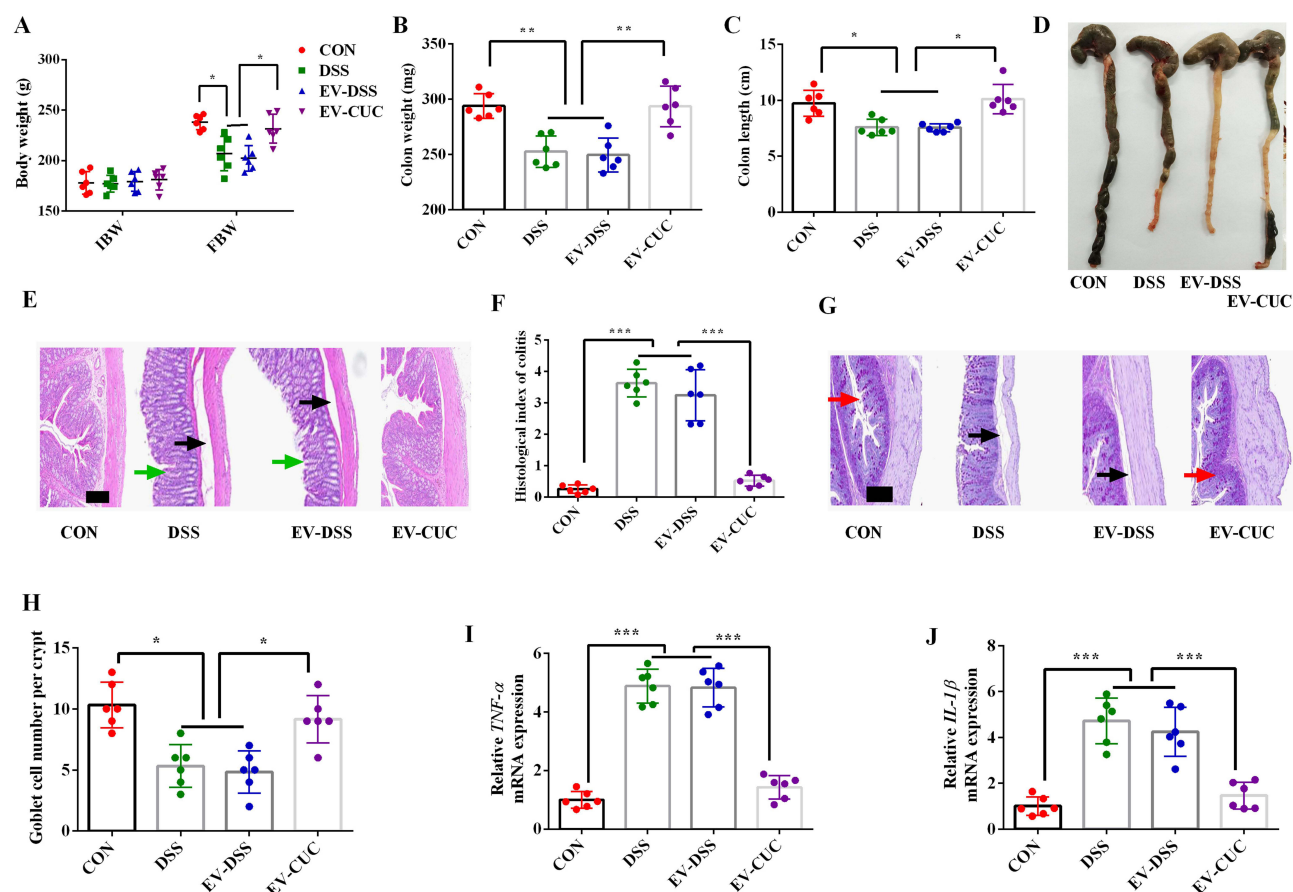 A
CON
DSS
EV-DSS
EV-CUC
Body weight (g)
300
250
200
150
IBW
FBW
*
*
B
Colon weight (mg)
350
300
250
200
**
**
CON
DSS
EV-DSS
EV-CUC
C
Colon length (cm)
15
10
5
0
*
*
CON
DSS
EV-DSS
EV-CUC
D
CON
DSS
EV-DSS
EV-CUC
E
CON
DSS
EV-DSS
EV-CUC
F
Histological index of colitis
5
4
3
2
1
0
***
***
CON
DSS
EV-DSS
EV-CUC
G
CON
DSS
EV-DSS
EV-CUC
H
Goblet cell number per crypt
15
10
5
0
*
*
CON
DSS
EV-DSS
EV-CUC
I
Relative TNF-α
mRNA expression
6
4
2
0
***
***
CON
DSS
EV-DSS
EV-CUC
J
Relative IL-1β
mRNA expression
8
6
4
2
0
***
***
CON
DSS
EV-DSS
EV-CUC